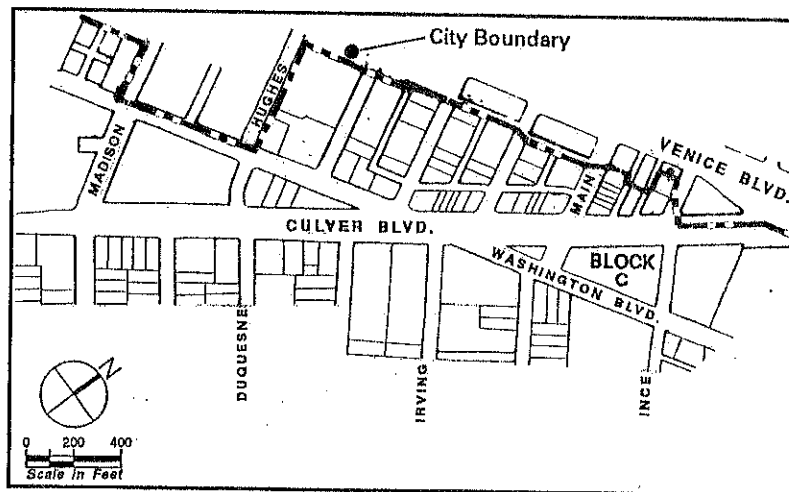 City Boundary
HUGHES
MADISON
VENICE BLVD.
MAIN
CULVER BLVD.
WASHINGTON BLVD.
BLOCK
C
DUQUESNE
IRVING
INCE
N
0 200 400
Scale in Feet